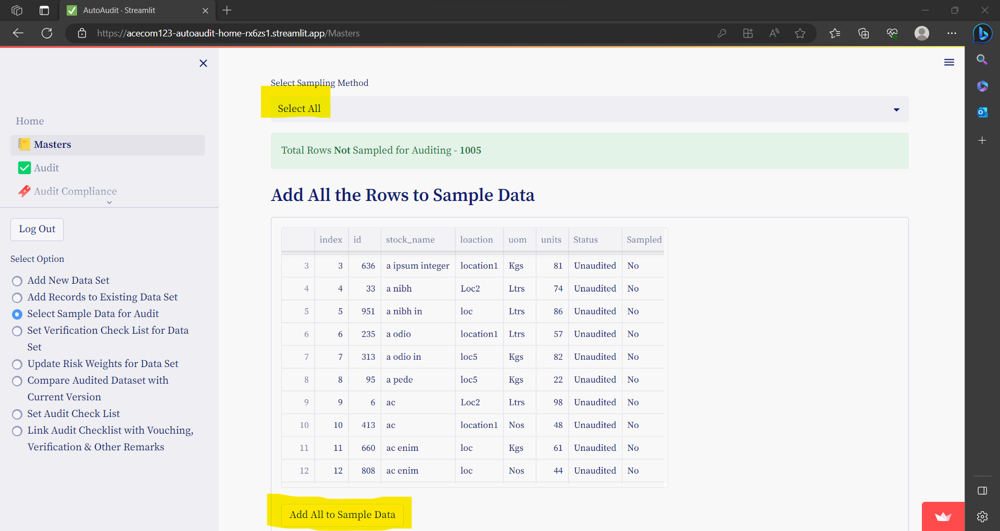 AutoAudit · Streamlit
https://acecom123-autoaudit-home-rx6zs1.streamlit.app/Masters
Home
Masters
Audit
Audit Compliance
Log Out
Select Option
Add New Data Set
Add Records to Existing Data Set
Select Sample Data for Audit
Set Verification Check List for Data
Set
Update Risk Weights for Data Set
Compare Audited Dataset with
Current Version
Set Audit Check List
Link Audit Checklist with Vouching,
Verification & Other Remarks
Select Sampling Method
Select All
Total Rows Not Sampled for Auditing - 1005
Add All the Rows to Sample Data
index id stock_name loaction uom units Status Sampled
3 3 636 a ipsum integer location1 Kgs 81 Unaudited No
4 4 33 a nibh Loc2 Ltrs 74 Unaudited No
5 5 951 a nibh in loc Ltrs 86 Unaudited No
6 6 235 a odio location1 Ltrs 57 Unaudited No
7 7 313 a odio in loc5 Kgs 82 Unaudited No
8 8 95 a pede loc5 Kgs 22 Unaudited No
9 9 6 ac Loc2 Ltrs 98 Unaudited No
10 10 413 ac location1 Nos 48 Unaudited No
11 11 660 ac enim loc Kgs 61 Unaudited No
12 12 808 ac enim loc Nos 44 Unaudited No
Add All to Sample Data